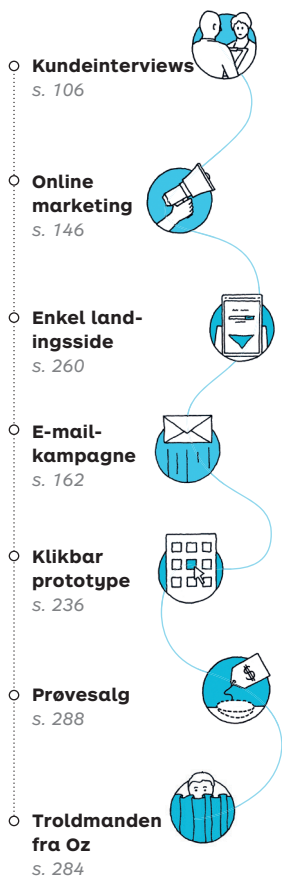 Kundeinterviews
s. 106
Online
marketing
s. 146
Enkel land-
ingsside
s. 260
E-mail-
kampagne
s. 162
Klikbar
prototype
s. 236
$
Prøvesalg
s. 288
Troldmanden
fra Oz
s. 284